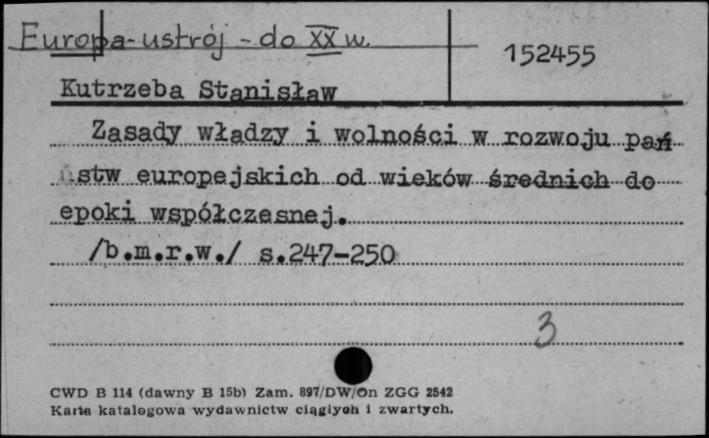 Europa-ustrój - do XX w.
152455
Kutrzeba Stanisław
Zasady władzy i wolności w rozwoju pań
stw europejskich od wieków średnich do
epoki współczesnej.
/b.m.r.w./ s.247-250
3
CWD B 114 (dawny B 15b) Zam. 897/DW/On ZGG 2542
Karta katalogowa wydawnictw ciągłych i zwartych.